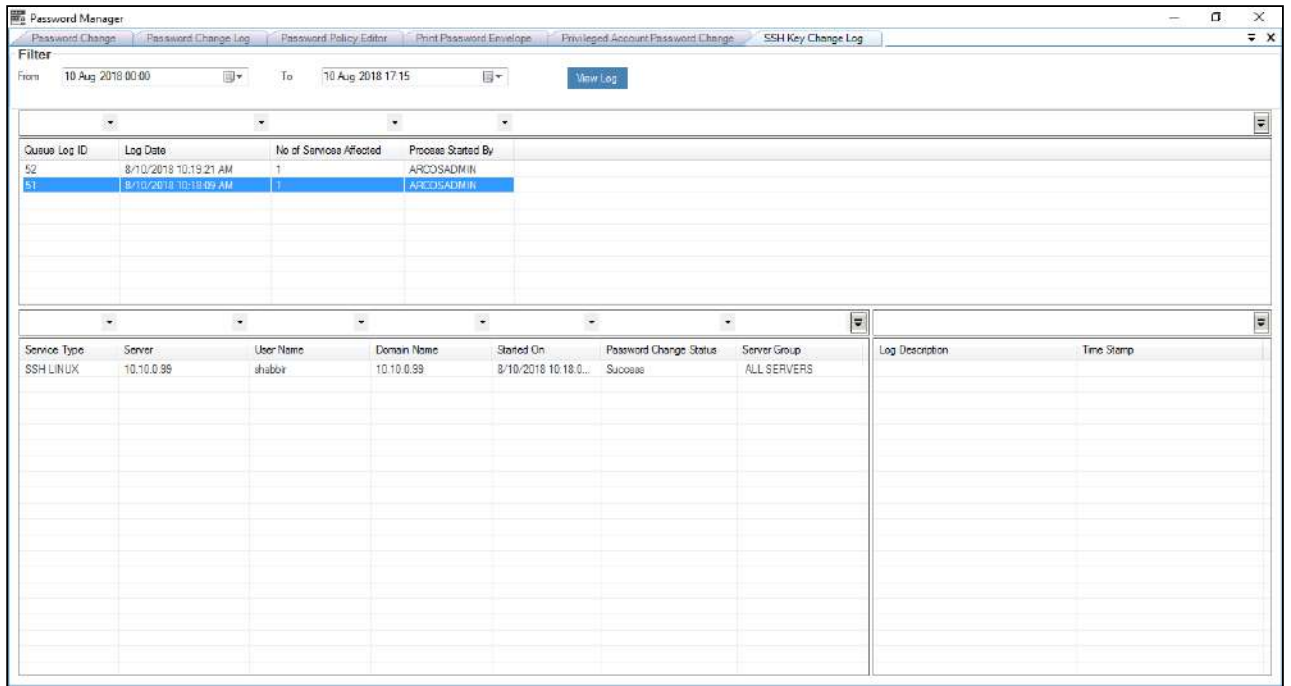 Password Manager
Password Change Password Change Log Password Policy Editor Print Password Envelope Privileged Account Password Change SSH Key Change Log
Filter
From 10 Aug 2018 00:00 To 10 Aug 2018 17:15 View Log
Queue Log ID Log Date No of Services Affected Process Started By
52 8/10/2018 10:19:21 AM 1 ARCOSADMIN
51 8/10/2018 10:18:09 AM 1 ARCOSADMIN
Service Type Server User Name Domain Name Started On Password Change Status Server Group Log Description Time Stamp
SSH LINUX 10.10.0.99 shabbir 10.10.0.99 8/10/2018 10:18:0... Success ALL SERVERS